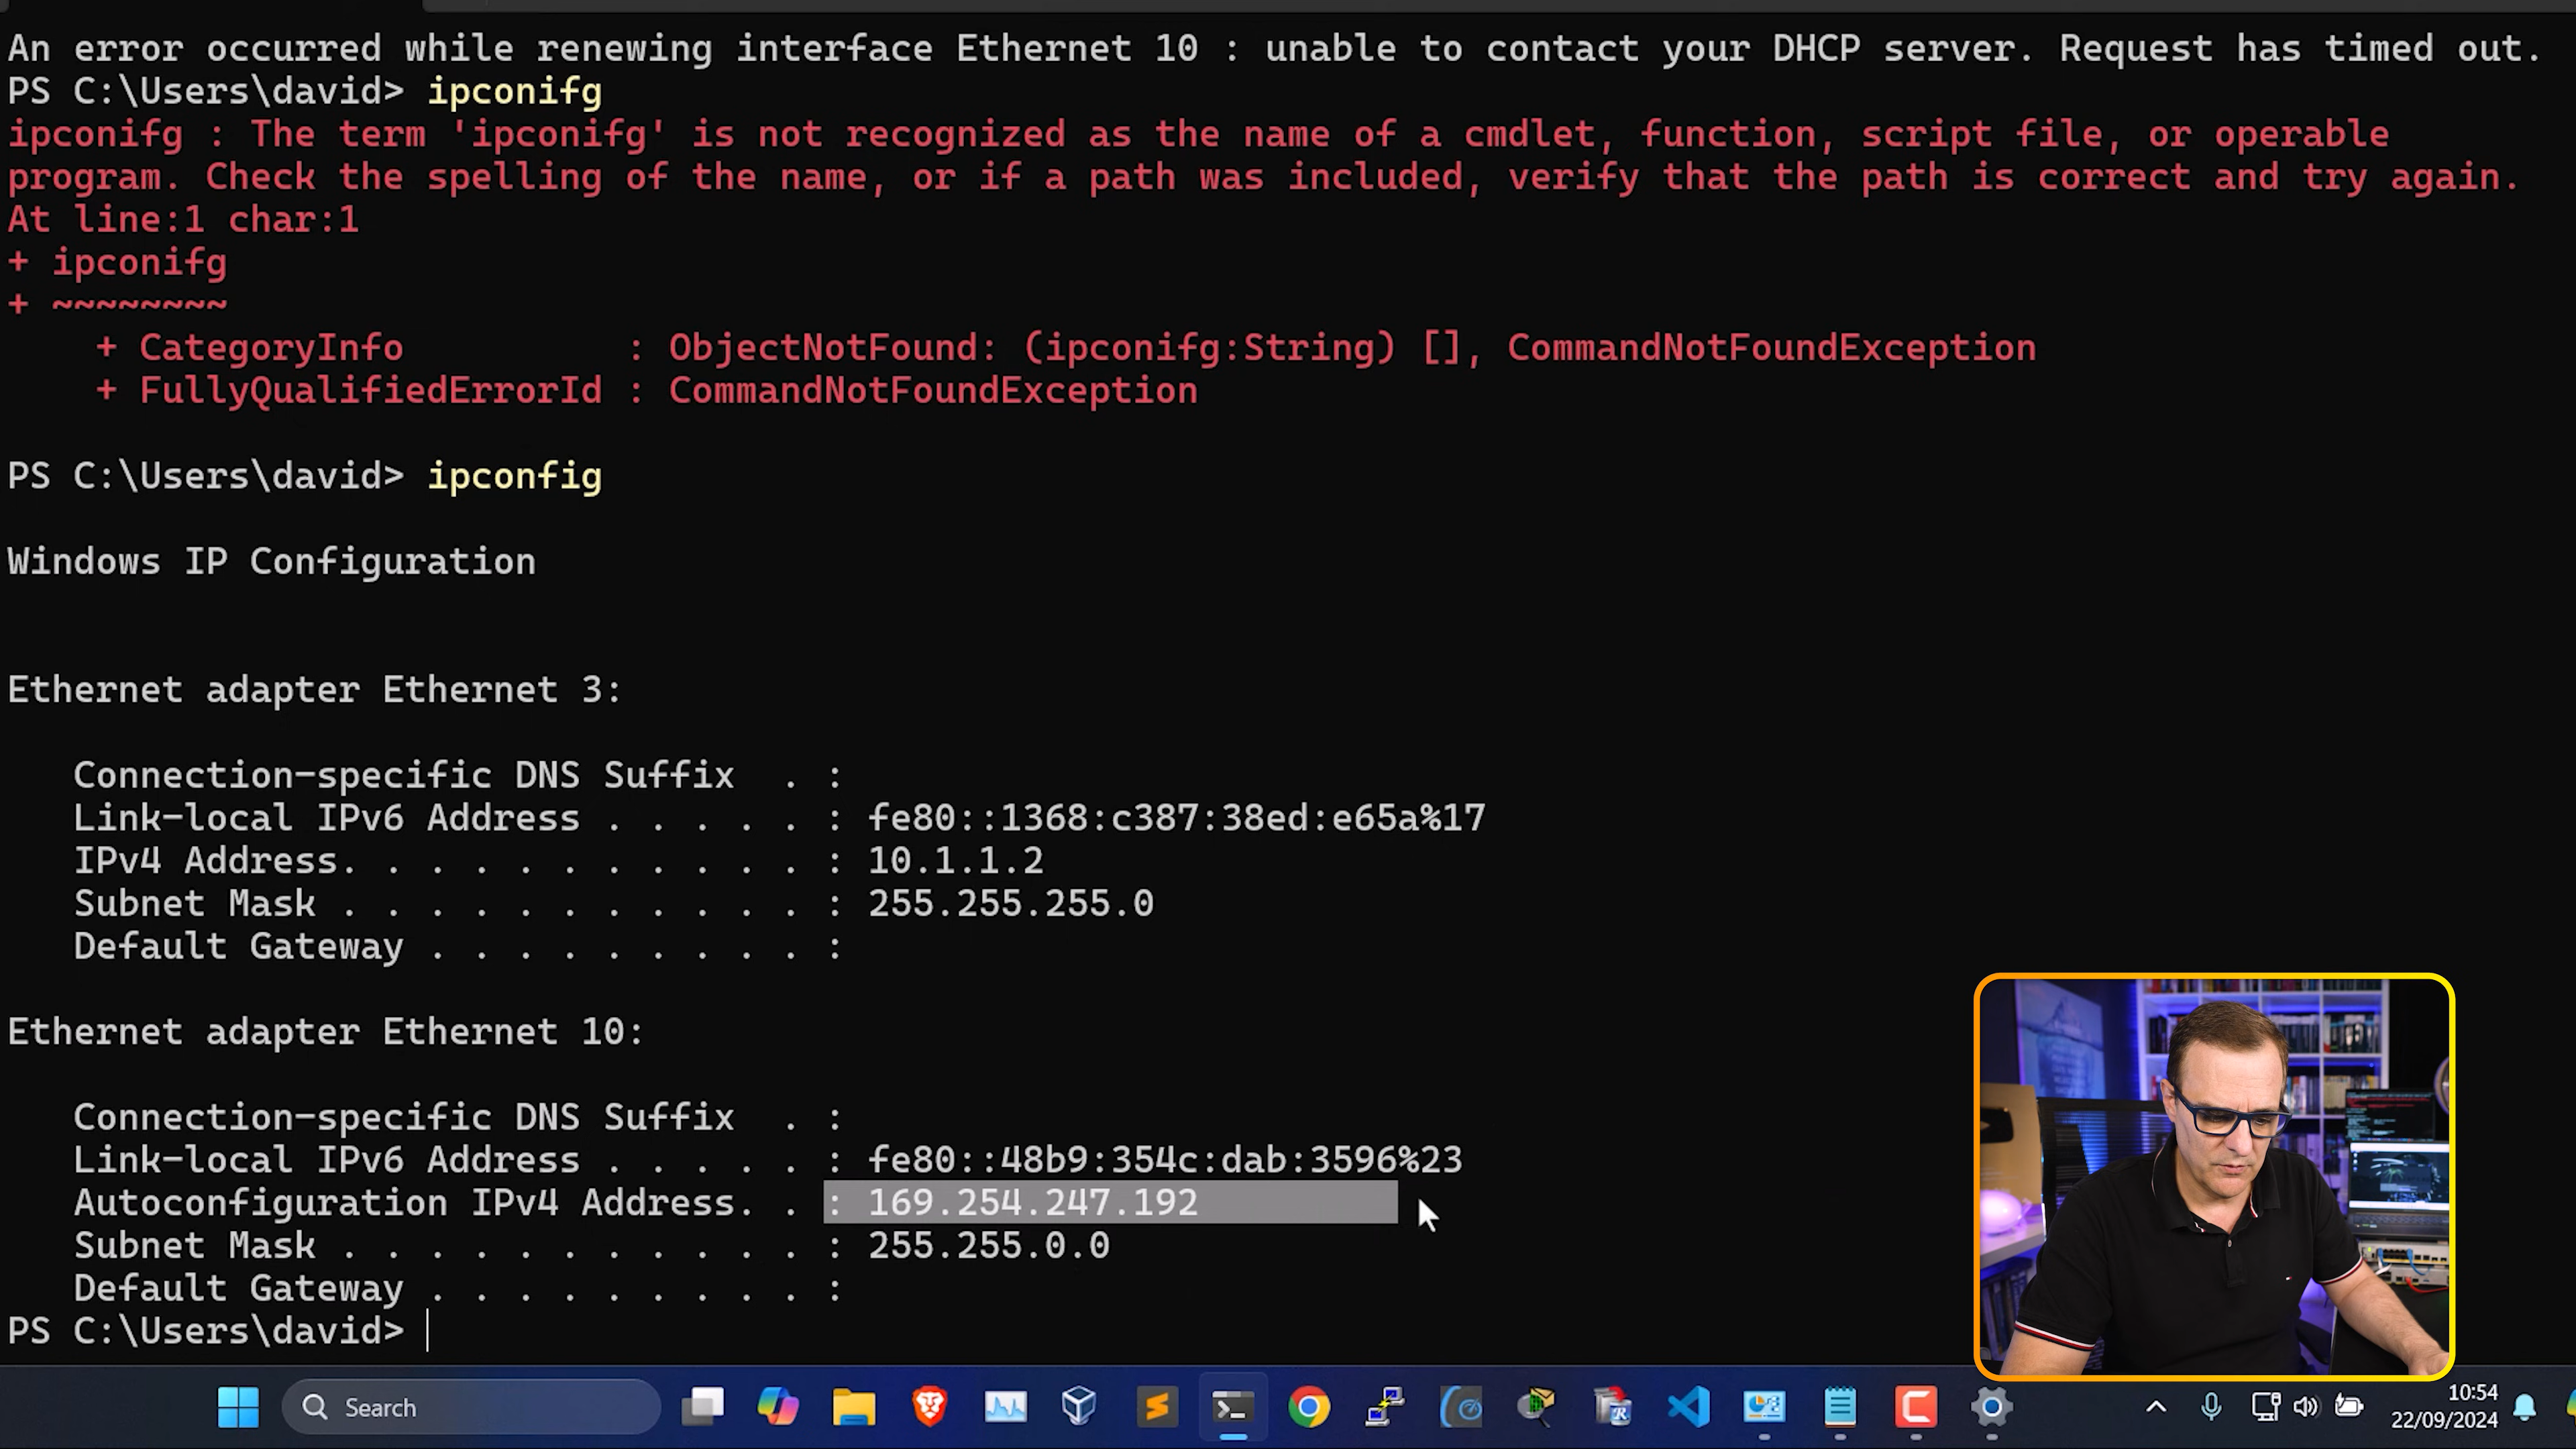 An error occurred while renewing interface Ethernet 10 : unable to contact your DHCP server. Request has timed out.
PS C:\Users\david> ipconifg
ipconifg : The term 'ipconifg' is not recognized as the name of a cmdlet, function, script file, or operable
program. Check the spelling of the name, or if a path was included, verify that the path is correct and try again.
At line:1 char:1
+ ipconifg
+ ~~~~~~~~
    + CategoryInfo          : ObjectNotFound: (ipconifg:String) [], CommandNotFoundException
    + FullyQualifiedErrorId : CommandNotFoundException
PS C:\Users\david> ipconfig
Windows IP Configuration
Ethernet adapter Ethernet 3:
   Connection-specific DNS Suffix  . :
   Link-local IPv6 Address . . . . . : fe80::1368:c387:38ed:e65a%17
   IPv4 Address. . . . . . . . . . . : 10.1.1.2
   Subnet Mask . . . . . . . . . . . : 255.255.255.0
   Default Gateway . . . . . . . . . :
Ethernet adapter Ethernet 10:
   Connection-specific DNS Suffix  . :
   Link-local IPv6 Address . . . . . : fe80::48b9:354c:dab:3596%23
   Autoconfiguration IPv4 Address. . : 169.254.247.192
   Subnet Mask . . . . . . . . . . . : 255.255.0.0
   Default Gateway . . . . . . . . . :
PS C:\Users\david>
Search
10:54
22/09/2024